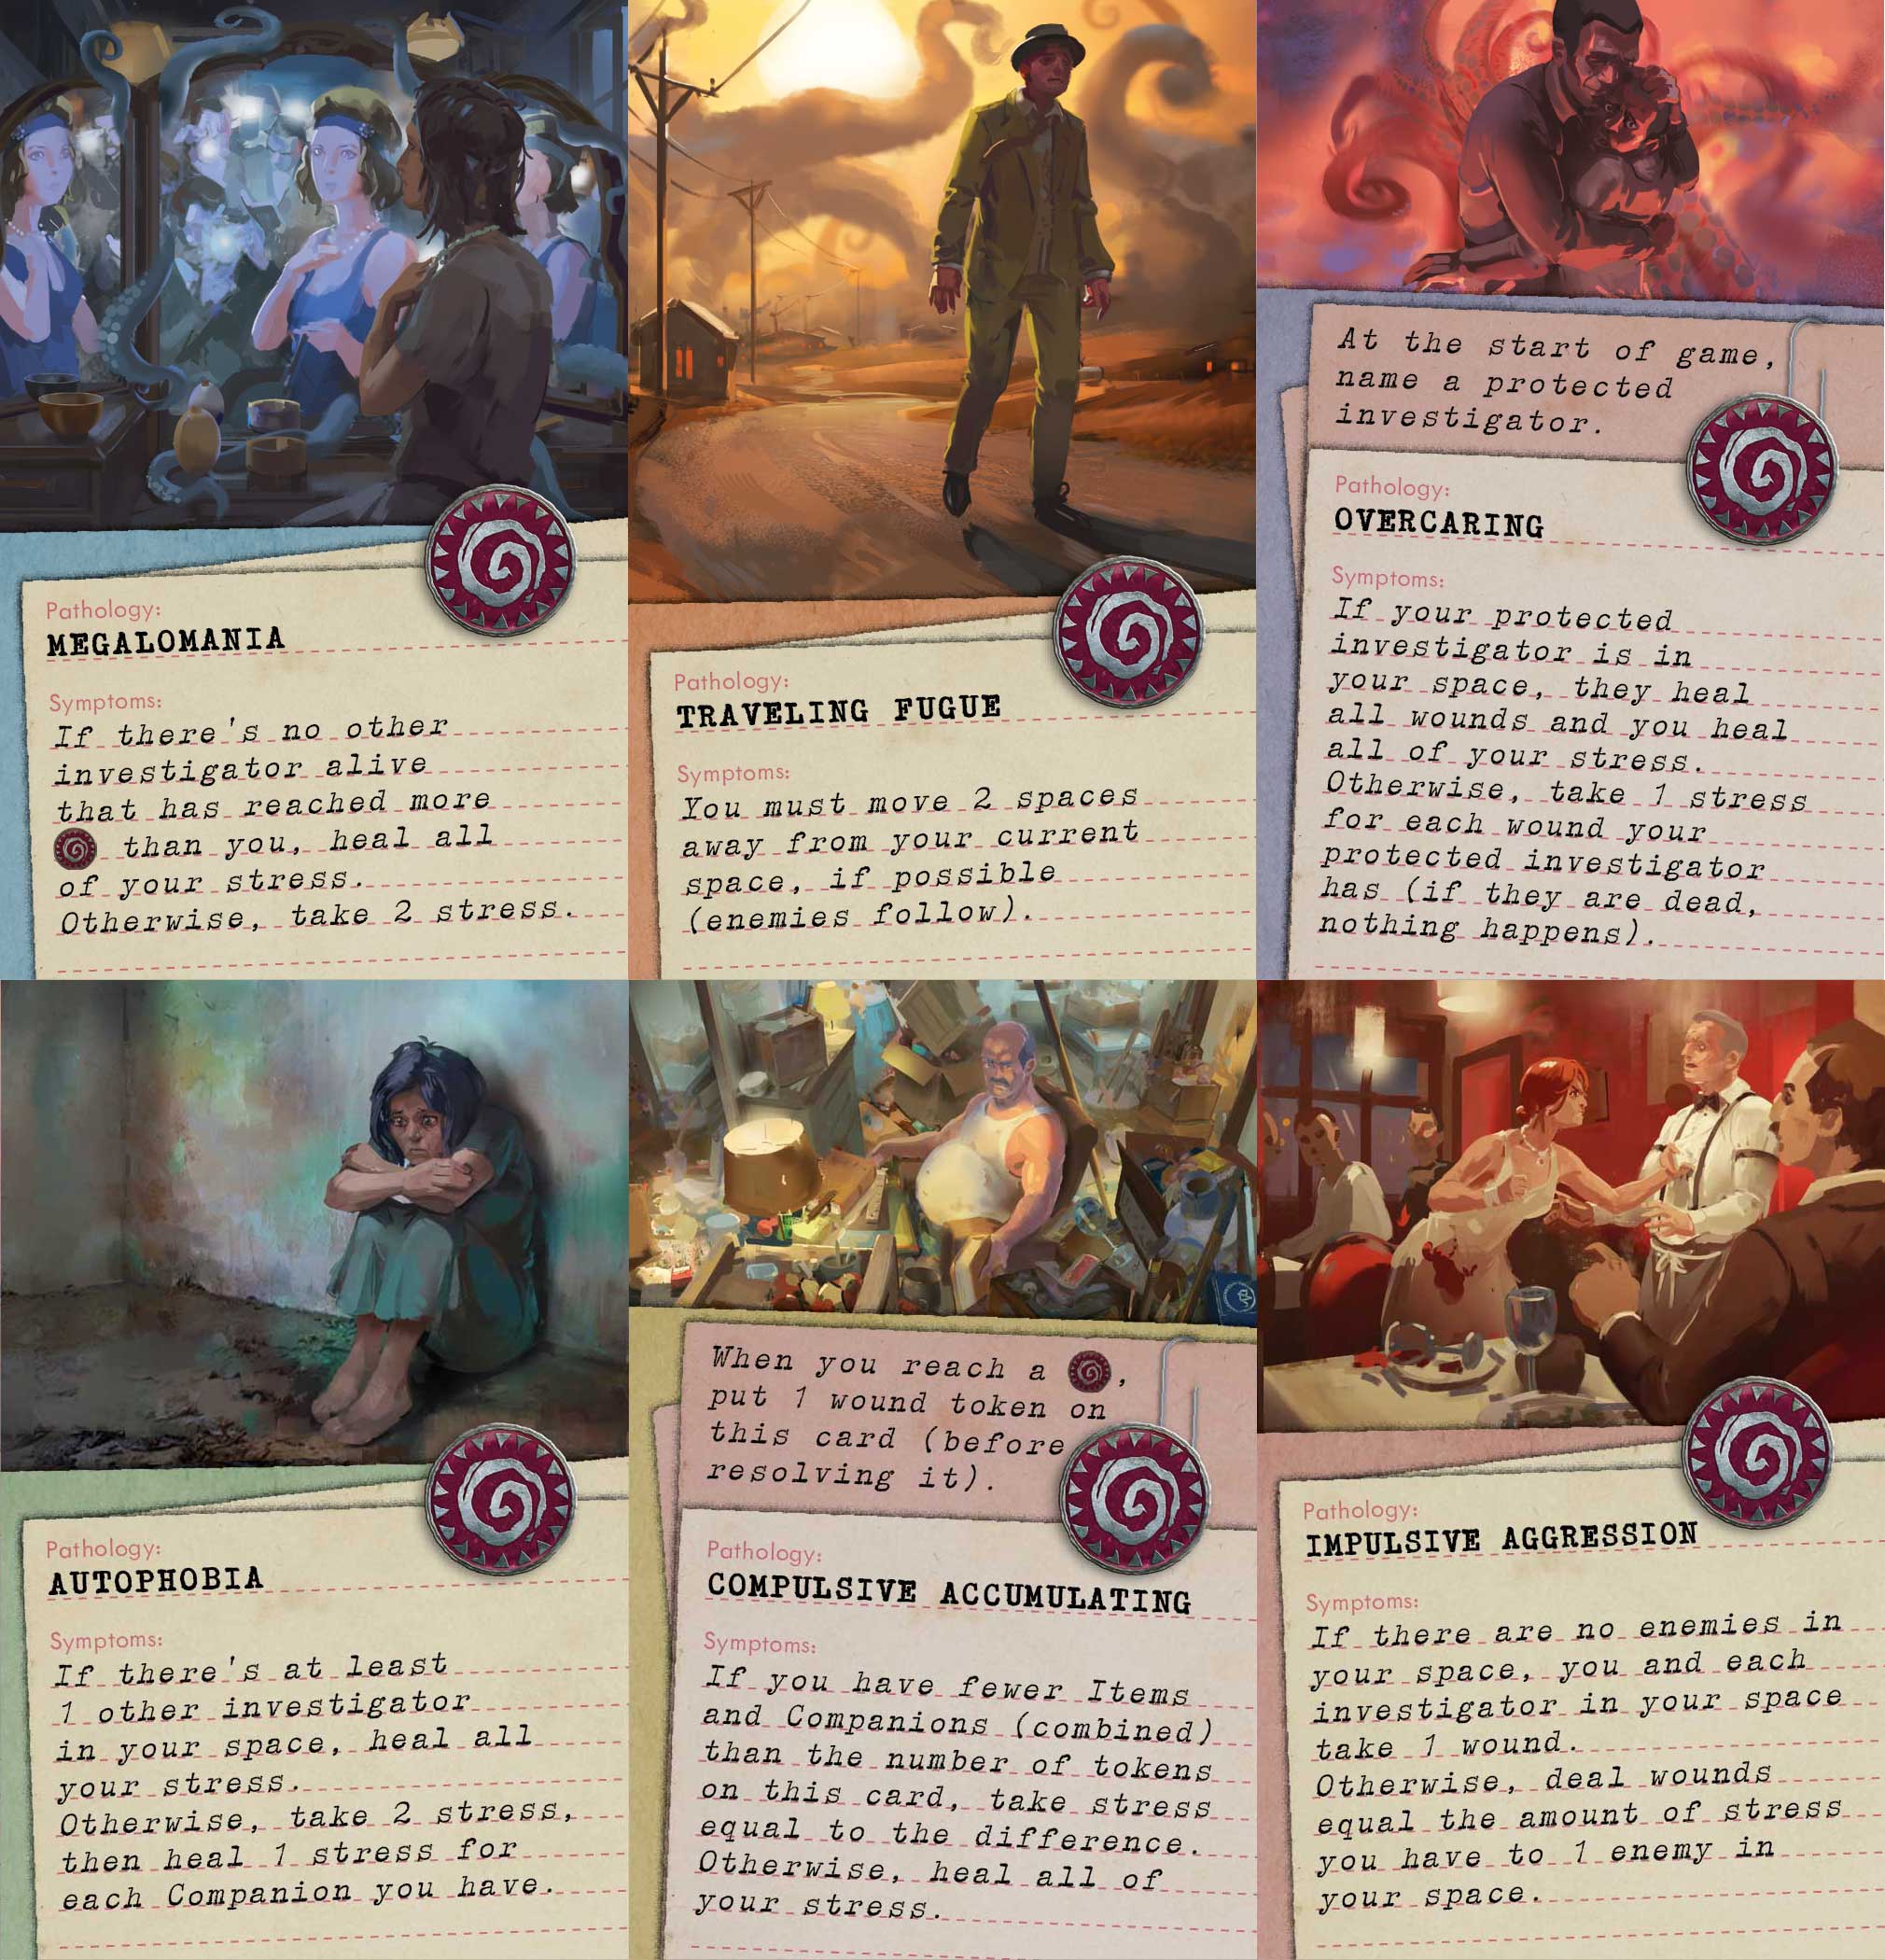 Pathology:
MEGALOMANIA
Symptoms:
If there's no other
investigator alive
that has reached more
than you, heal all
of your stress.
Otherwise, take 2 stress.
Pathology:
TRAVELING FUGUE
Symptoms:
You must move 2 spaces
away from your current
space, if possible
(enemies follow).
At the start of game,
name a protected
investigator.
Pathology:
OVERCARING
Symptoms:
If your protected
investigator is in
your space, they heal
all wounds and you heal
all of your stress.
Otherwise, take 1 stress
for each wound your
protected investigator
has (if they are dead,
nothing happens).
Pathology:
AUTOPHOBIA
Symptoms:
If there's at least
1 other investigator
in your space, heal all
your stress.
Otherwise, take 2 stress,
then heal 1 stress for
each Companion you have.
When you reach a ,
put 1 wound token on
this card (before
resolving it).
Pathology:
COMPULSIVE ACCUMULATING
Symptoms:
If you have fewer Items
and Companions (combined)
than the number of tokens
on this card, take stress
equal to the difference.
Otherwise, heal all of
your stress.
Pathology:
IMPULSIVE AGGRESSION
Symptoms:
If there are no enemies in
your space, you and each
investigator in your space
take 1 wound.
Otherwise, deal wounds
equal the amount of stress
you have to 1 enemy in
your space.